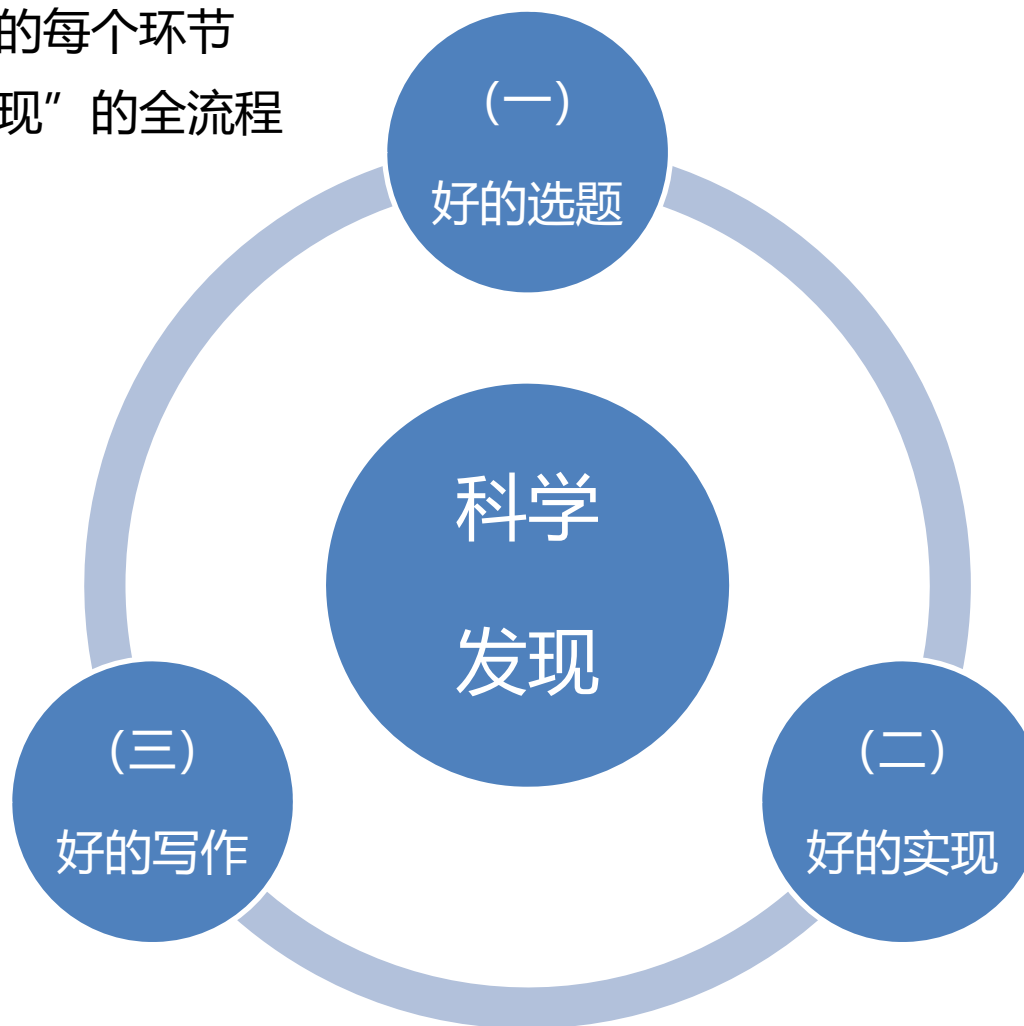 的每个环节
现”的全流程
（一）
好的选题
科学
发现
（三）
好的写作
（二）
好的实现